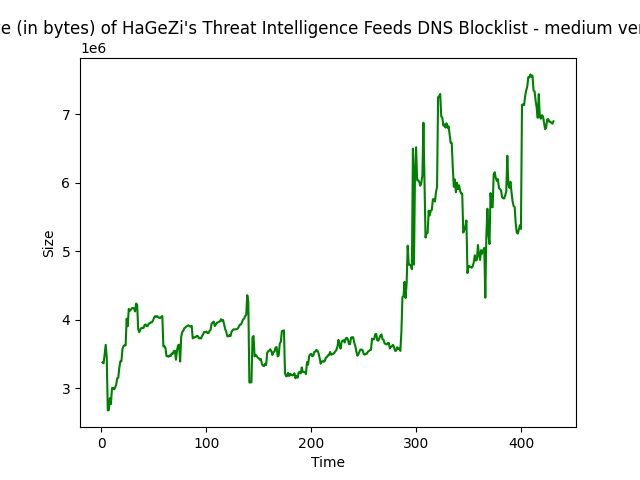 e (in bytes) of HaGeZi's Threat Intelligence Feeds DNS Blocklist - medium ver
1e6
7
6
5
4
3
Size
0 100 200 300 400
Time